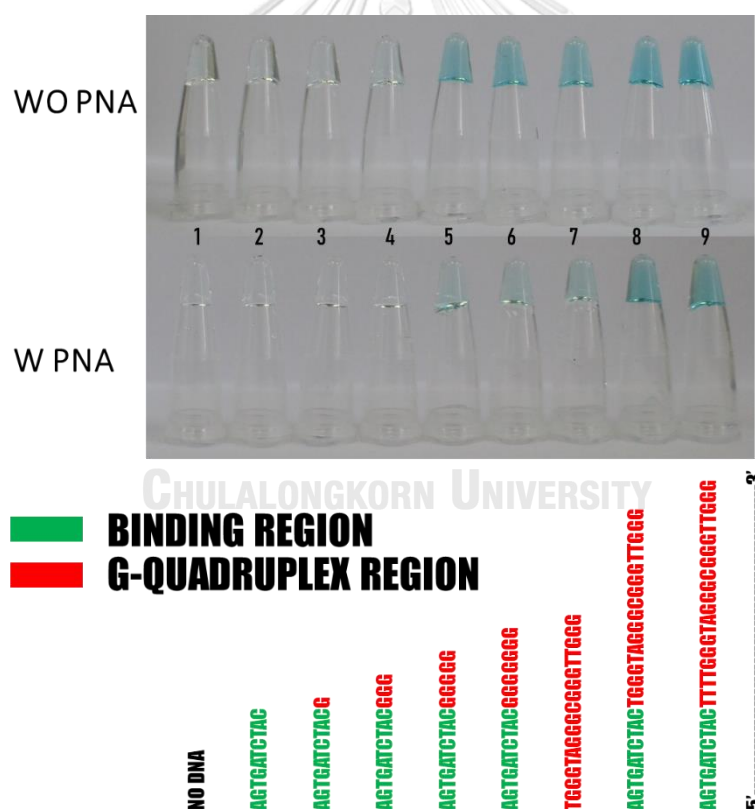 WO PNA
1 2 3 4 5 6 7 8 9
W PNA
CHULALONGKORN UNIVERSITY
BINDING REGION
G-QUADRUPLEX REGION
NO DNA
AGTGATCTAC
AGTGATCTACG
AGTGATCTACGGG
AGTGATCTACGGGGG
AGTGATCTACGGGGGGG
TGGGTAGGGCGGGTTGGG
AGTGATCTACTGGGTAGGGCGGGTTGGG
AGTGATCTACTTTTGGGTAGGGCGGGTTGGG
5' 3'